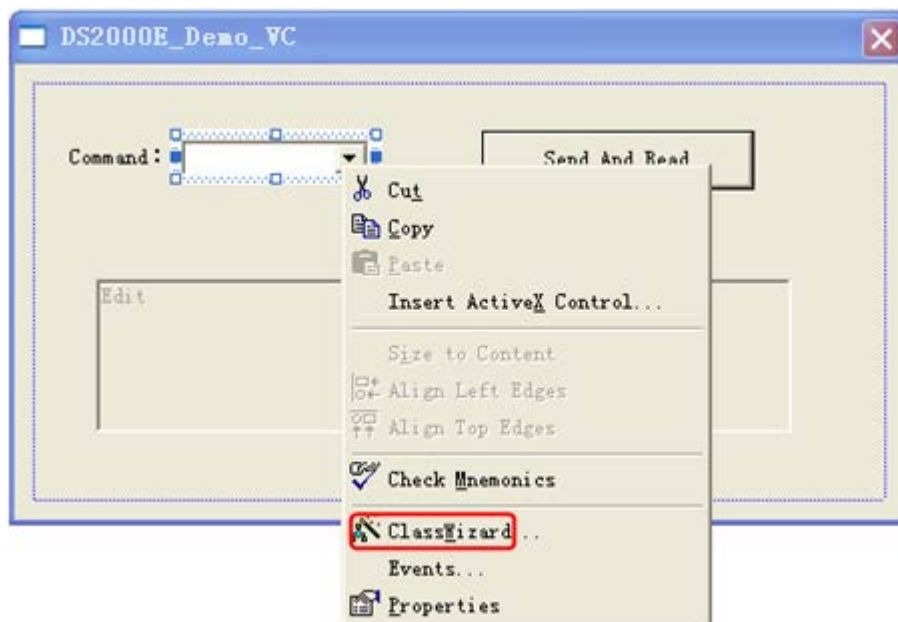 DS2000E_Demo_VC
Command:
Send And Read
Edit
Cut
Copy
Paste
Insert ActiveX Control...
Size to Content
Align Left Edges
Align Top Edges
Check Mnemonics
ClassWizard...
Events...
Properties